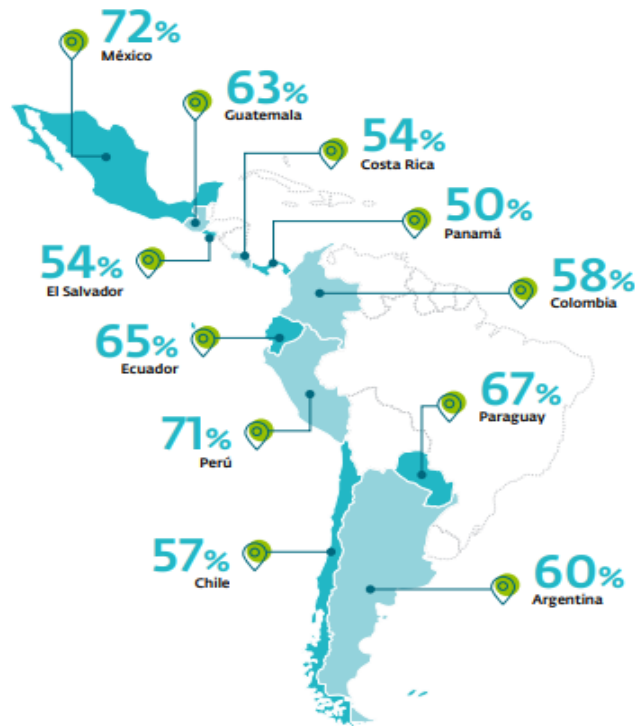 72%
México
63%
Guatemala
54%
Costa Rica
50%
Panamá
54%
El Salvador
58%
Colombia
65%
Ecuador
67%
Paraguay
71%
Perú
57%
Chile
60%
Argentina